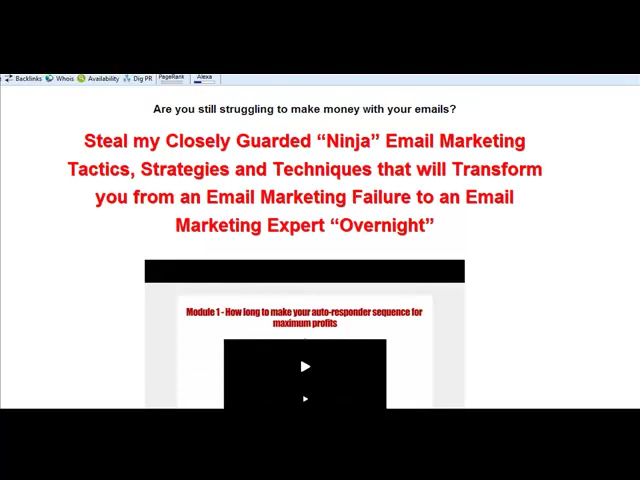 Backlinks Whois Availability Dig PR PageRank Alexa
Are you still struggling to make money with your emails?
Steal my Closely Guarded “Ninja” Email Marketing
Tactics, Strategies and Techniques that will Transform
you from an Email Marketing Failure to an Email
Marketing Expert “Overnight”
Module 1 - How long to make your auto-responder sequence for
maximum profits